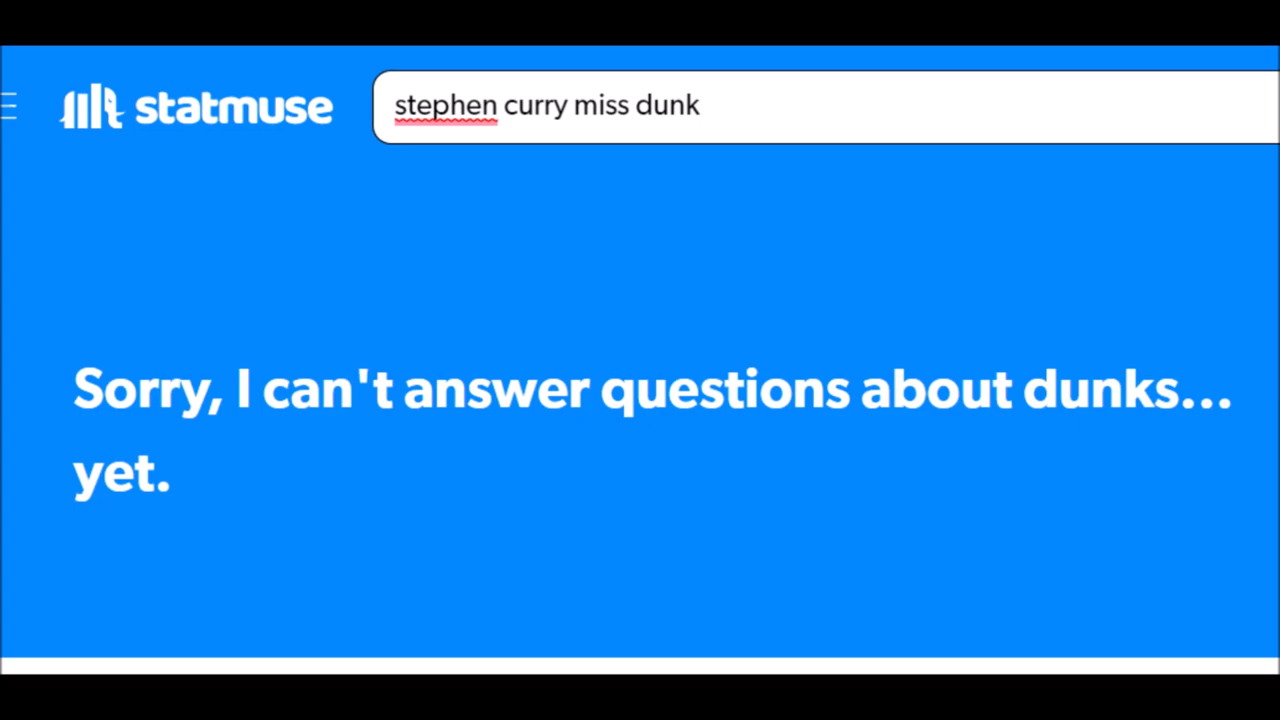 statmuse
stephen curry miss dunk
Sorry, I can't answer questions about dunks...
yet.